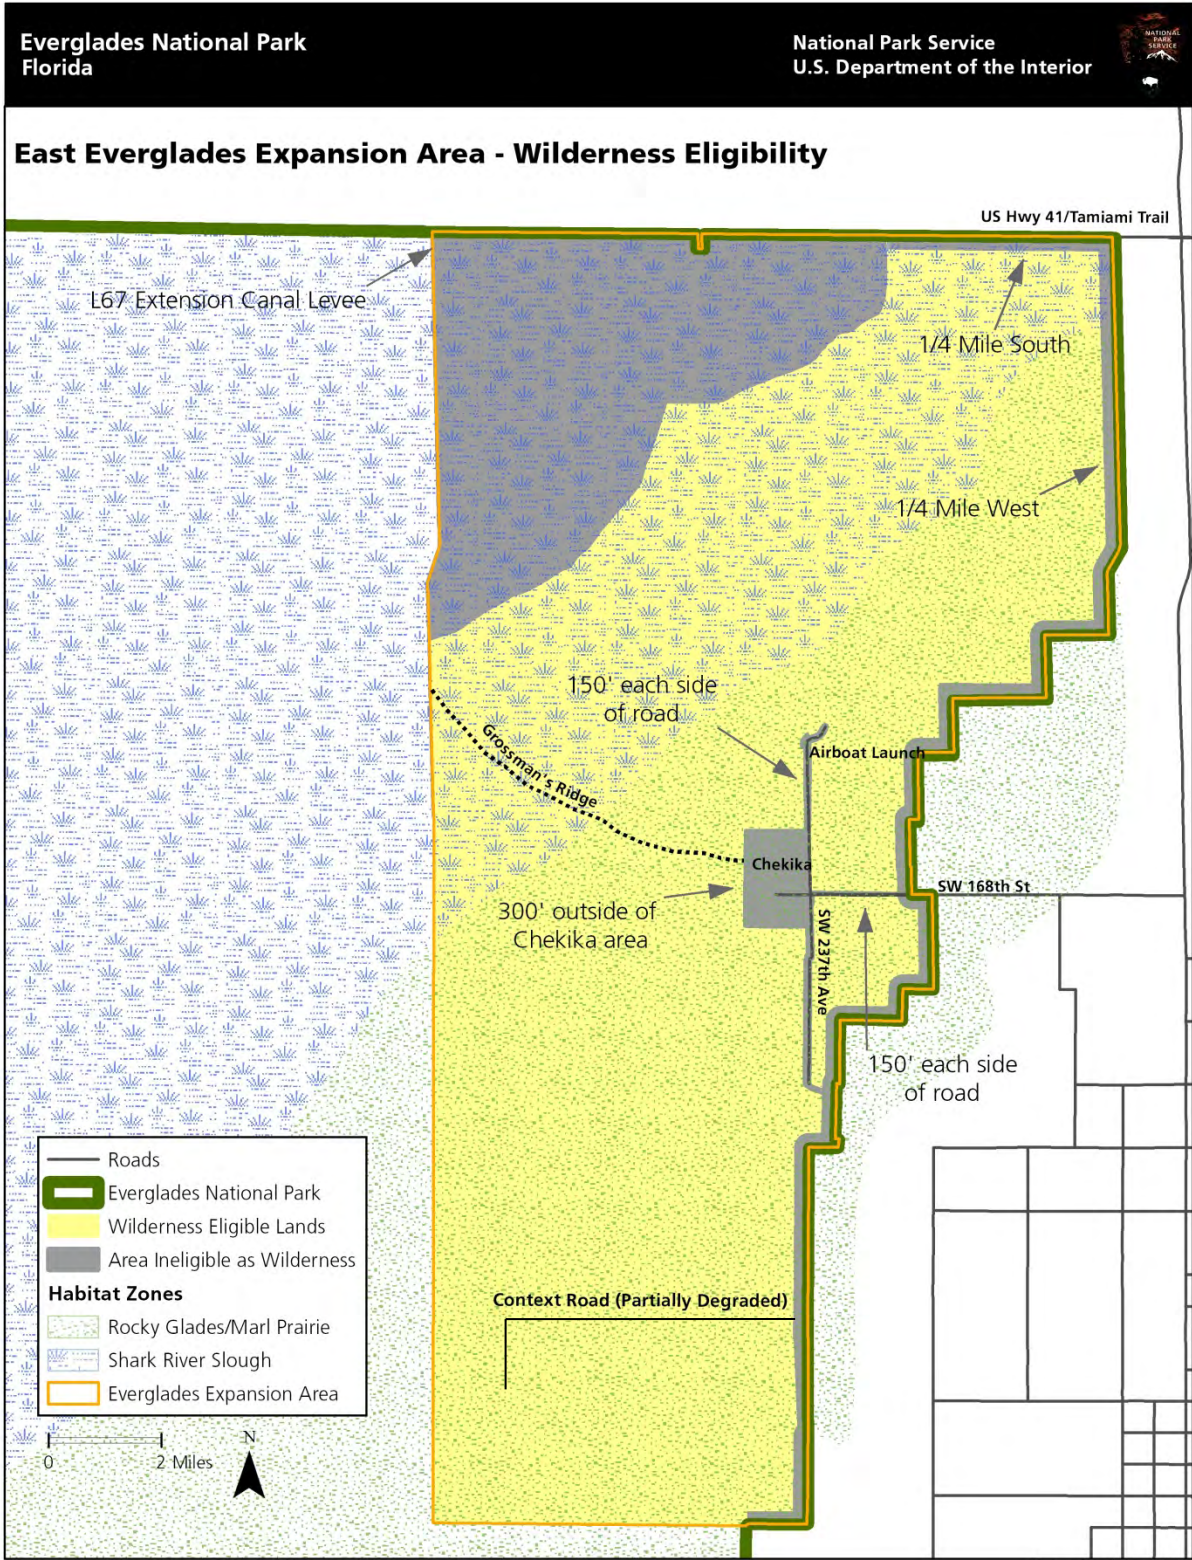 Everglades National Park
Florida
National Park Service
U.S. Department of the Interior
NATIONAL
PARK
SERVICE
East Everglades Expansion Area - Wilderness Eligibility
US Hwy 41/Tamiami Trail
L67 Extension Canal Levee
1/4 Mile South
1/4 Mile West
150' each side
of road
Grossman's Ridge
Airboat Launch
Chekika
SW 168th St
300' outside of
Chekika area
SW 237th Ave
150' each side
of road
Roads
Everglades National Park
Wilderness Eligible Lands
Area Ineligible as Wilderness
Habitat Zones
Rocky Glades/Marl Prairie
Shark River Slough
Everglades Expansion Area
Context Road (Partially Degraded)
N
0
2 Miles